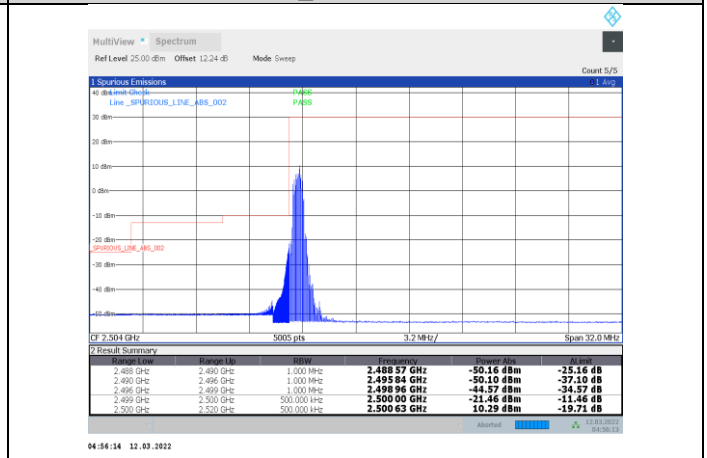 MultiView Spectrum
Ref Level 25.00 dBm Offset 12.24 dB Mode Sweep
Count 5/5
1 Spurious Emissions 1 Avg
40 dBm Limit Check PASS
Line _SPURIOUS_LINE_ABS_002 PASS
30 dBm
20 dBm
10 dBm
0 dBm
-10 dBm
-20 dBm
_SPURIOUS_LINE_ABS_002
-30 dBm
-40 dBm
-50 dBm
CF 2.504 GHz 5005 pts 3.2 MHz/ Span 32.0 MHz
2 Result Summary
Range Low Range Up RBW Frequency Power Abs ΔLimit
2.488 GHz 2.490 GHz 1.000 MHz 2.488 57 GHz -50.16 dBm -25.16 dB
2.490 GHz 2.496 GHz 1.000 MHz 2.495 84 GHz -50.10 dBm -37.10 dB
2.496 GHz 2.499 GHz 1.000 MHz 2.498 96 GHz -44.57 dBm -34.57 dB
2.499 GHz 2.500 GHz 500.000 kHz 2.500 00 GHz -21.46 dBm -11.46 dB
2.500 GHz 2.520 GHz 500.000 kHz 2.500 63 GHz 10.29 dBm -19.71 dB
Aborted 12.03.2022
04:56:13
04:56:14 12.03.2022